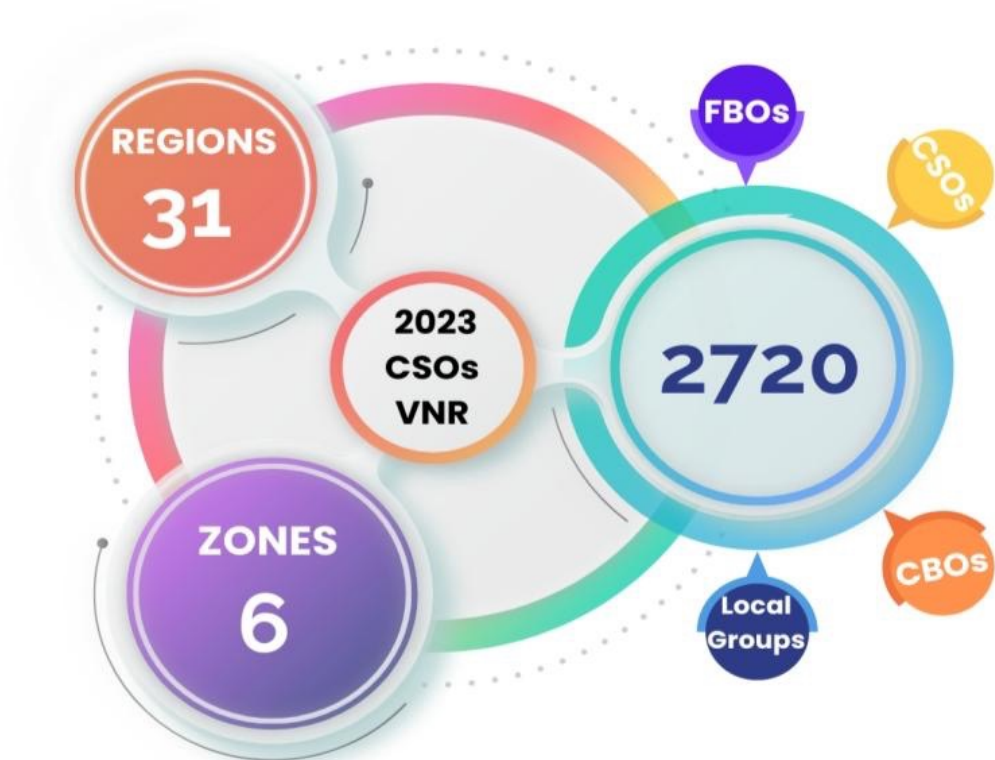 REGIONS
31
2023
CSOs
VNR
ZONES
6
2720
FBOs
CSOs
CBOs
Local
Groups